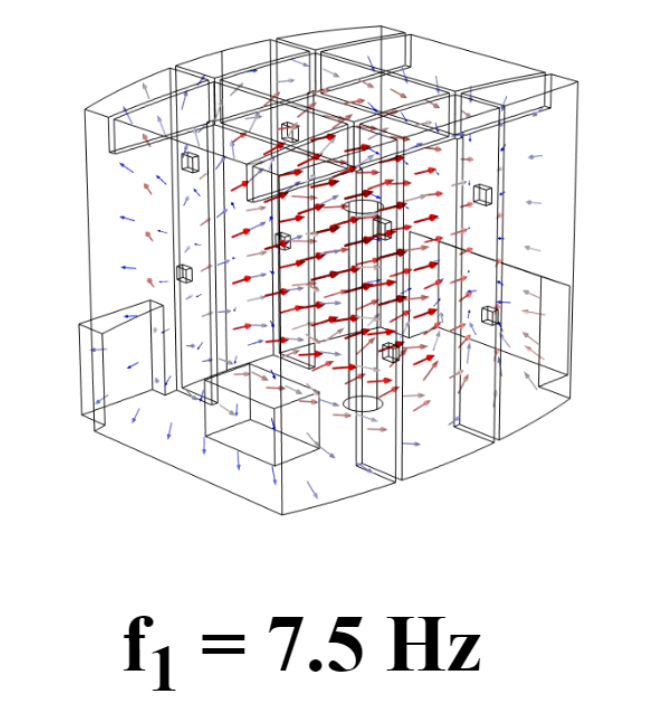 f₁ = 7.5 Hz